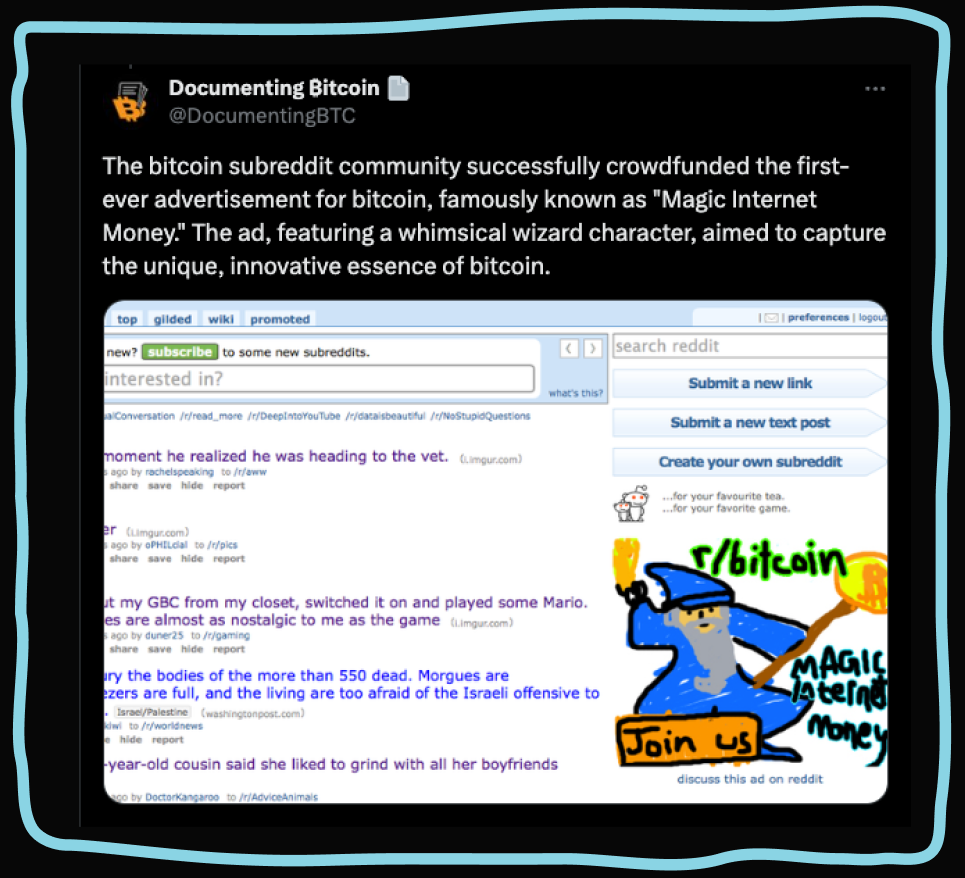 Documenting ₿itcoin
@DocumentingBTC
The bitcoin subreddit community successfully crowdfunded the first-
ever advertisement for bitcoin, famously known as "Magic Internet
Money." The ad, featuring a whimsical wizard character, aimed to capture
the unique, innovative essence of bitcoin.
top gilded wiki promoted
| preferences | logout
new? subscribe to some new subreddits.
interested in?
what's this?
ualConversation /r/read_more /r/DeepIntoYouTube /r/dataisbeautiful /r/NoStupidQuestions
moment he realized he was heading to the vet. (i.imgur.com)
s ago by rachelspeaking to /r/aww
share save hide report
er (i.imgur.com)
s ago by oPHILcial to /r/pics
share save hide report
ut my GBC from my closet, switched it on and played some Mario.
es are almost as nostalgic to me as the game (i.imgur.com)
s ago by duner25 to /r/gaming
share save hide report
ury the bodies of the more than 550 dead. Morgues are
ezers are full, and the living are too afraid of the Israeli offensive to
. Israel/Palestine (washingtonpost.com)
kiwi to /r/worldnews
e hide report
-year-old cousin said she liked to grind with all her boyfriends
ago by DoctorKangaroo to /r/AdviceAnimals
search reddit
Submit a new link
Submit a new text post
Create your own subreddit
...for your favourite tea.
...for your favorite game.
r/bitcoin
MAGIC
Internet
Money
Join us
discuss this ad on reddit